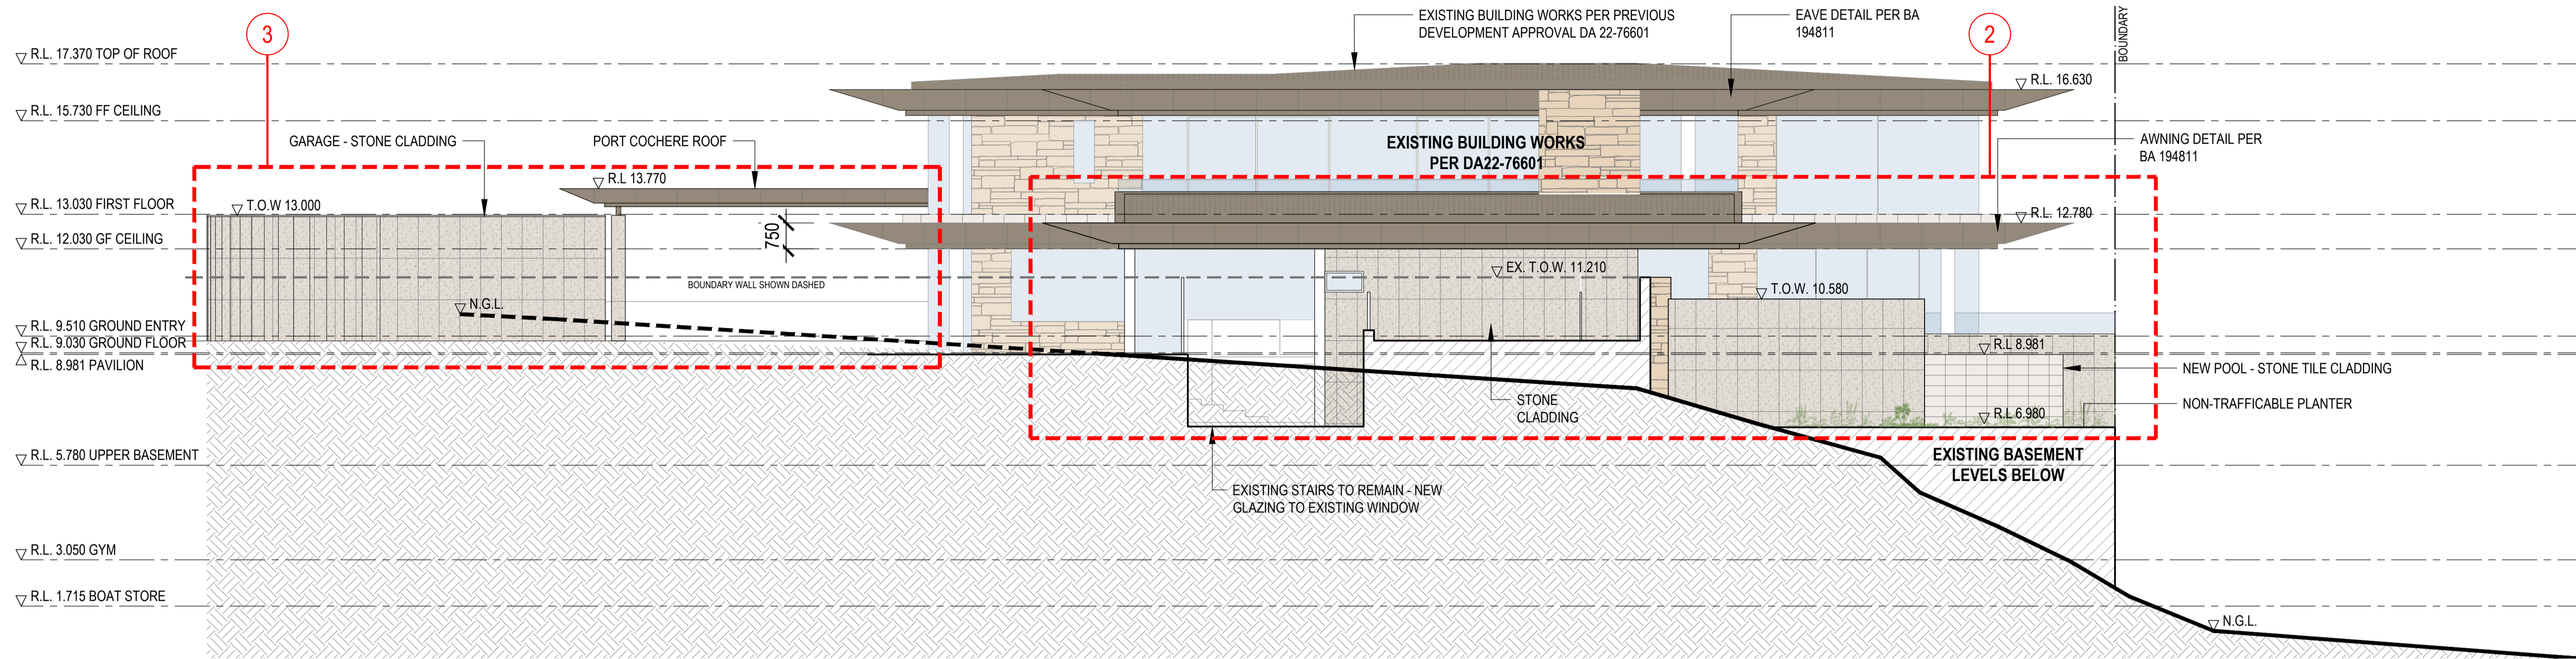 3
EXISTING BUILDING WORKS PER PREVIOUS
DEVELOPMENT APPROVAL DA 22-76601
EAVE DETAIL PER BA
194811
2
BOUNDARY
R.L. 17.370 TOP OF ROOF
R.L. 16.630
R.L. 15.730 FF CEILING
GARAGE - STONE CLADDING
PORT COCHERE ROOF
EXISTING BUILDING WORKS
PER DA22-76601
AWNING DETAIL PER
BA 194811
R.L 13.770
R.L. 13.030 FIRST FLOOR
T.O.W 13.000
R.L. 12.780
R.L. 12.030 GF CEILING
750
EX. T.O.W. 11.210
BOUNDARY WALL SHOWN DASHED
T.O.W. 10.580
N.G.L.
R.L. 9.510 GROUND ENTRY
R.L. 9.030 GROUND FLOOR
R.L. 8.981 PAVILION
R.L 8.981
NEW POOL - STONE TILE CLADDING
STONE
CLADDING
NON-TRAFFICABLE PLANTER
R.L 6.980
R.L. 5.780 UPPER BASEMENT
EXISTING BASEMENT
LEVELS BELOW
EXISTING STAIRS TO REMAIN - NEW
GLAZING TO EXISTING WINDOW
R.L. 3.050 GYM
R.L. 1.715 BOAT STORE
N.G.L.